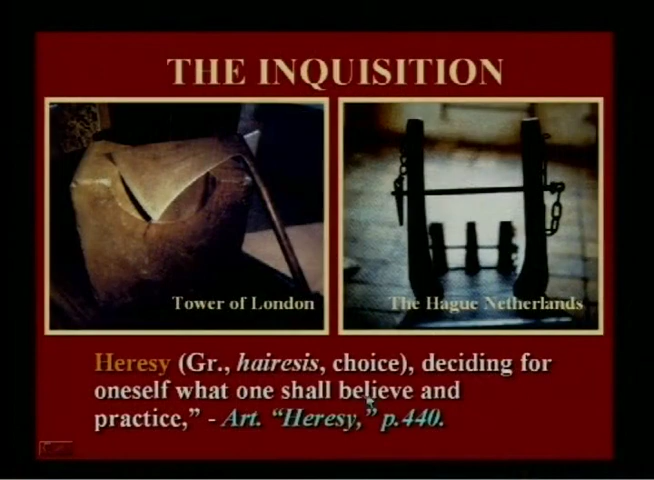 THE INQUISITION
Tower of London
The Hague Netherlands
Heresy (Gr., hairesis, choice), deciding for
oneself what one shall believe and
practice,” - Art. “Heresy,” p.440.